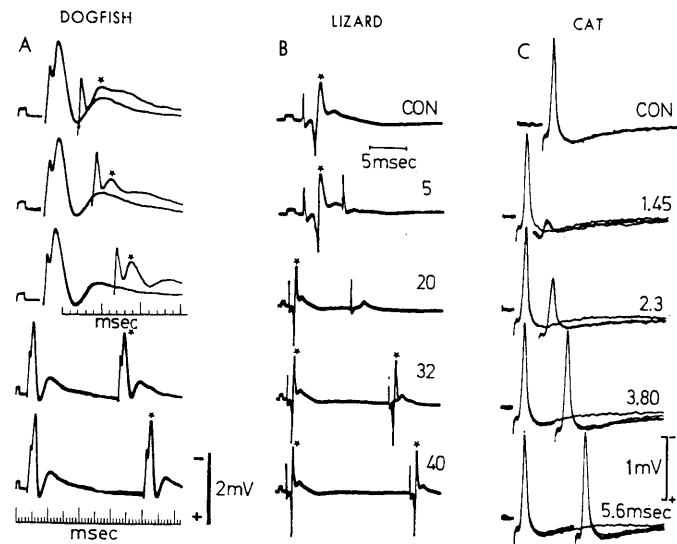 DOGFISH
LIZARD
CAT
A
B
C
CON
CON
5msec
5
1.45
20
2.3
msec
32
3.80
−
2mV
+
−
1mV
+
40
5.6msec
msec